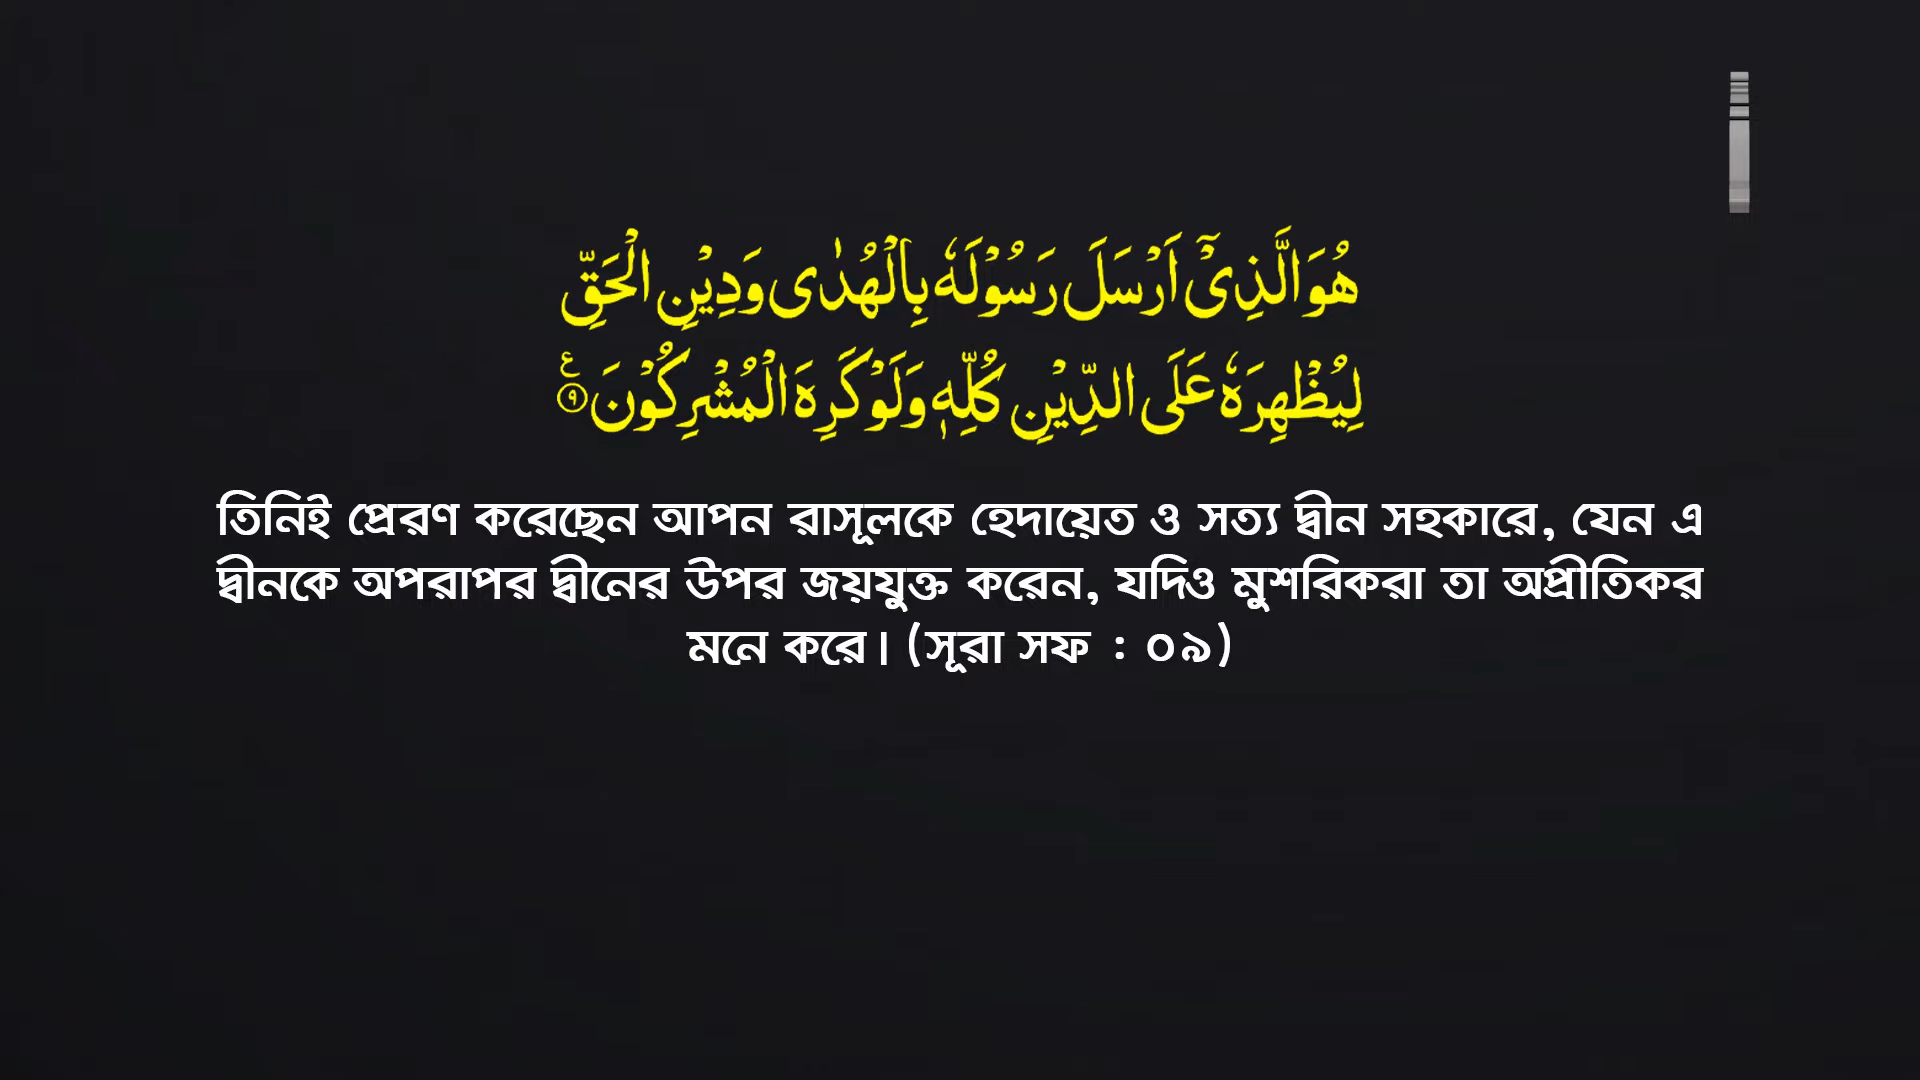 هُوَ الَّذِىْٓ اَرْسَلَ رَسُوْلَهٗ بِالْهُدٰى وَدِيْنِ الْحَقِّ
لِيُظْهِرَهٗ عَلَى الدِّيْنِ كُلِّهٖ وَلَوْ كَرِهَ الْمُشْرِكُوْنَ ۹ ع
তিনিই প্রেরণ করেছেন আপন রাসূলকে হেদায়েত ও সত্য দ্বীন সহকারে, যেন এ
দ্বীনকে অপরাপর দ্বীনের উপর জয়যুক্ত করেন, যদিও মুশরিকরা তা অপ্রীতিকর
মনে করে। (সূরা সফ : ০৯)